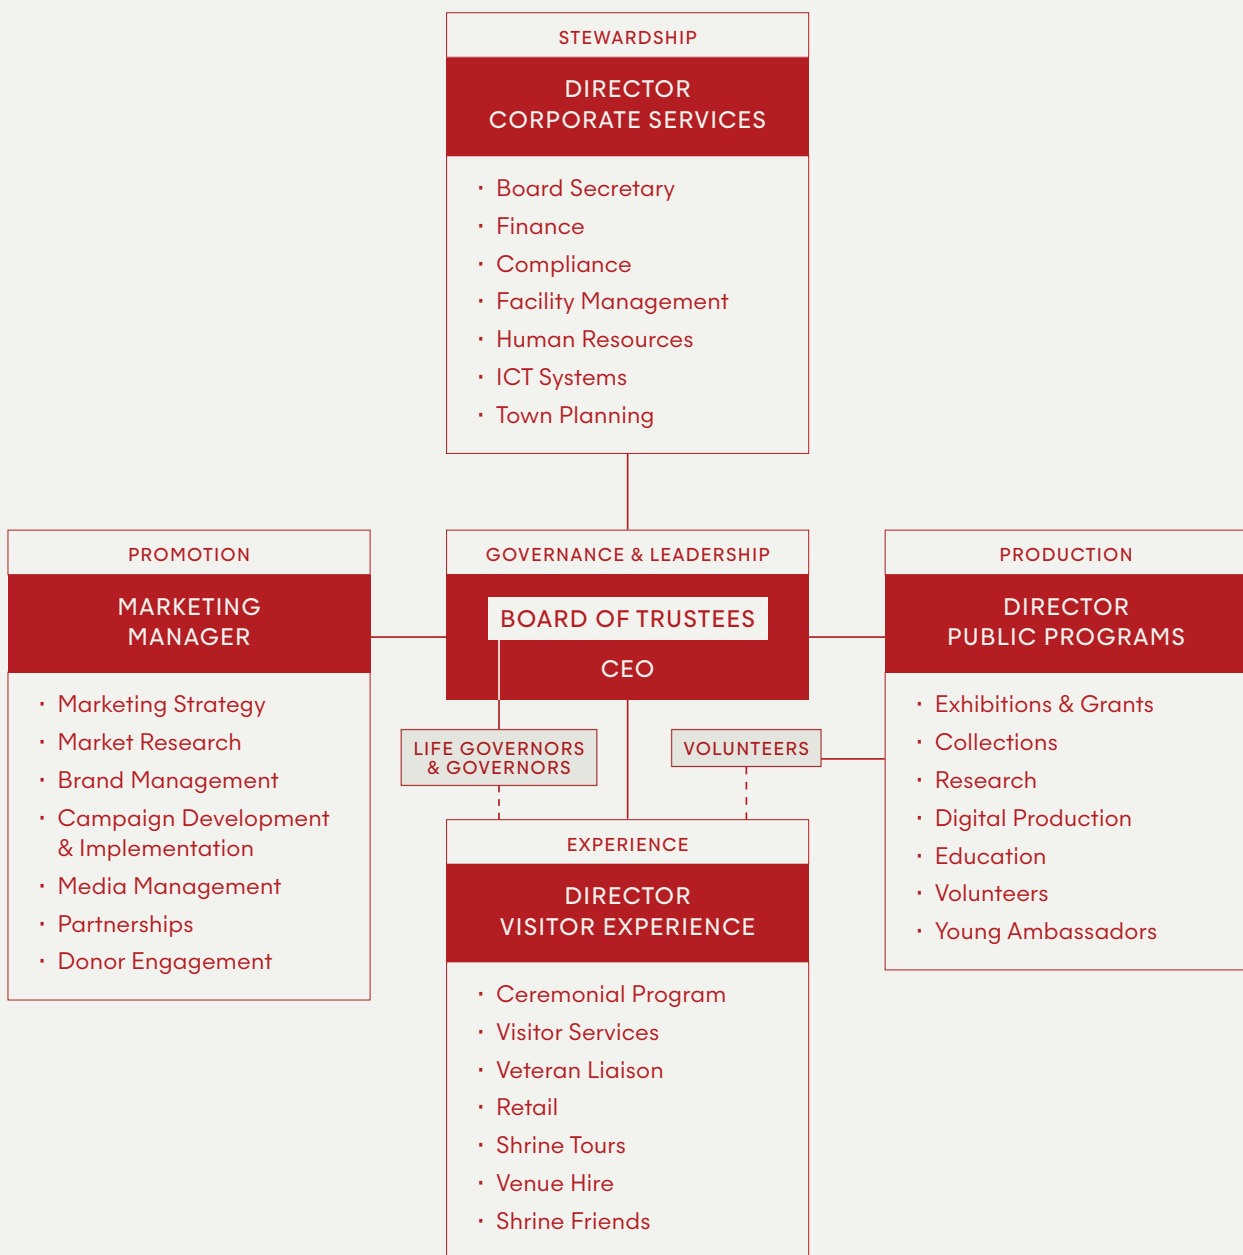 STEWARDSHIP
DIRECTOR
CORPORATE SERVICES
· Board Secretary
· Finance
· Compliance
· Facility Management
· Human Resources
· ICT Systems
· Town Planning
PROMOTION
MARKETING
MANAGER
· Marketing Strategy
· Market Research
· Brand Management
· Campaign Development
& Implementation
· Media Management
· Partnerships
· Donor Engagement
GOVERNANCE & LEADERSHIP
BOARD OF TRUSTEES
CEO
LIFE GOVERNORS
& GOVERNORS
VOLUNTEERS
PRODUCTION
DIRECTOR
PUBLIC PROGRAMS
· Exhibitions & Grants
· Collections
· Research
· Digital Production
· Education
· Volunteers
· Young Ambassadors
EXPERIENCE
DIRECTOR
VISITOR EXPERIENCE
· Ceremonial Program
· Visitor Services
· Veteran Liaison
· Retail
· Shrine Tours
· Venue Hire
· Shrine Friends